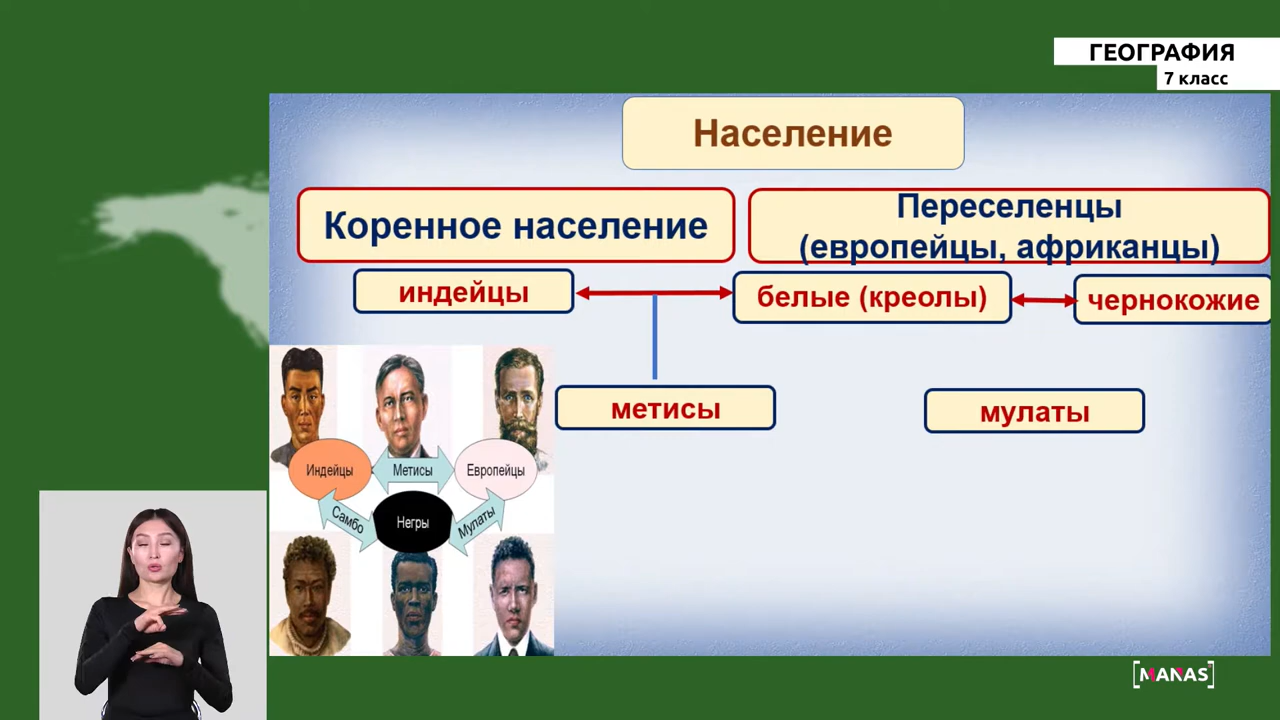 ГЕОГРАФИЯ
7 класс
Население
Коренное население
Переселенцы
(европейцы, африканцы)
индейцы
белые (креолы)
чернокожие
метисы
мулаты
Индейцы
Метисы
Европейцы
Самбо
Негры
Мулаты
[MANAS]